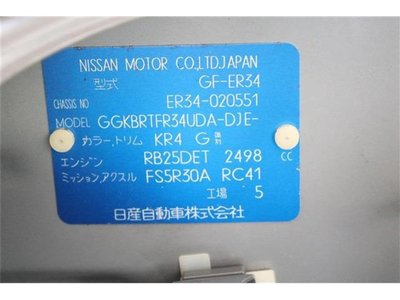 NISSAN MOTOR CO.,LTD.JAPAN
型式 GF-ER34
CHASSIS NO ER34-020551
MODEL GGKBRTFR34UDA-DJE-
カラー,トリム KR4 G
エンジン RB25DET 2498 CC
ミッション,アクスル FS5R30A RC41
工場 5
日産自動車株式会社